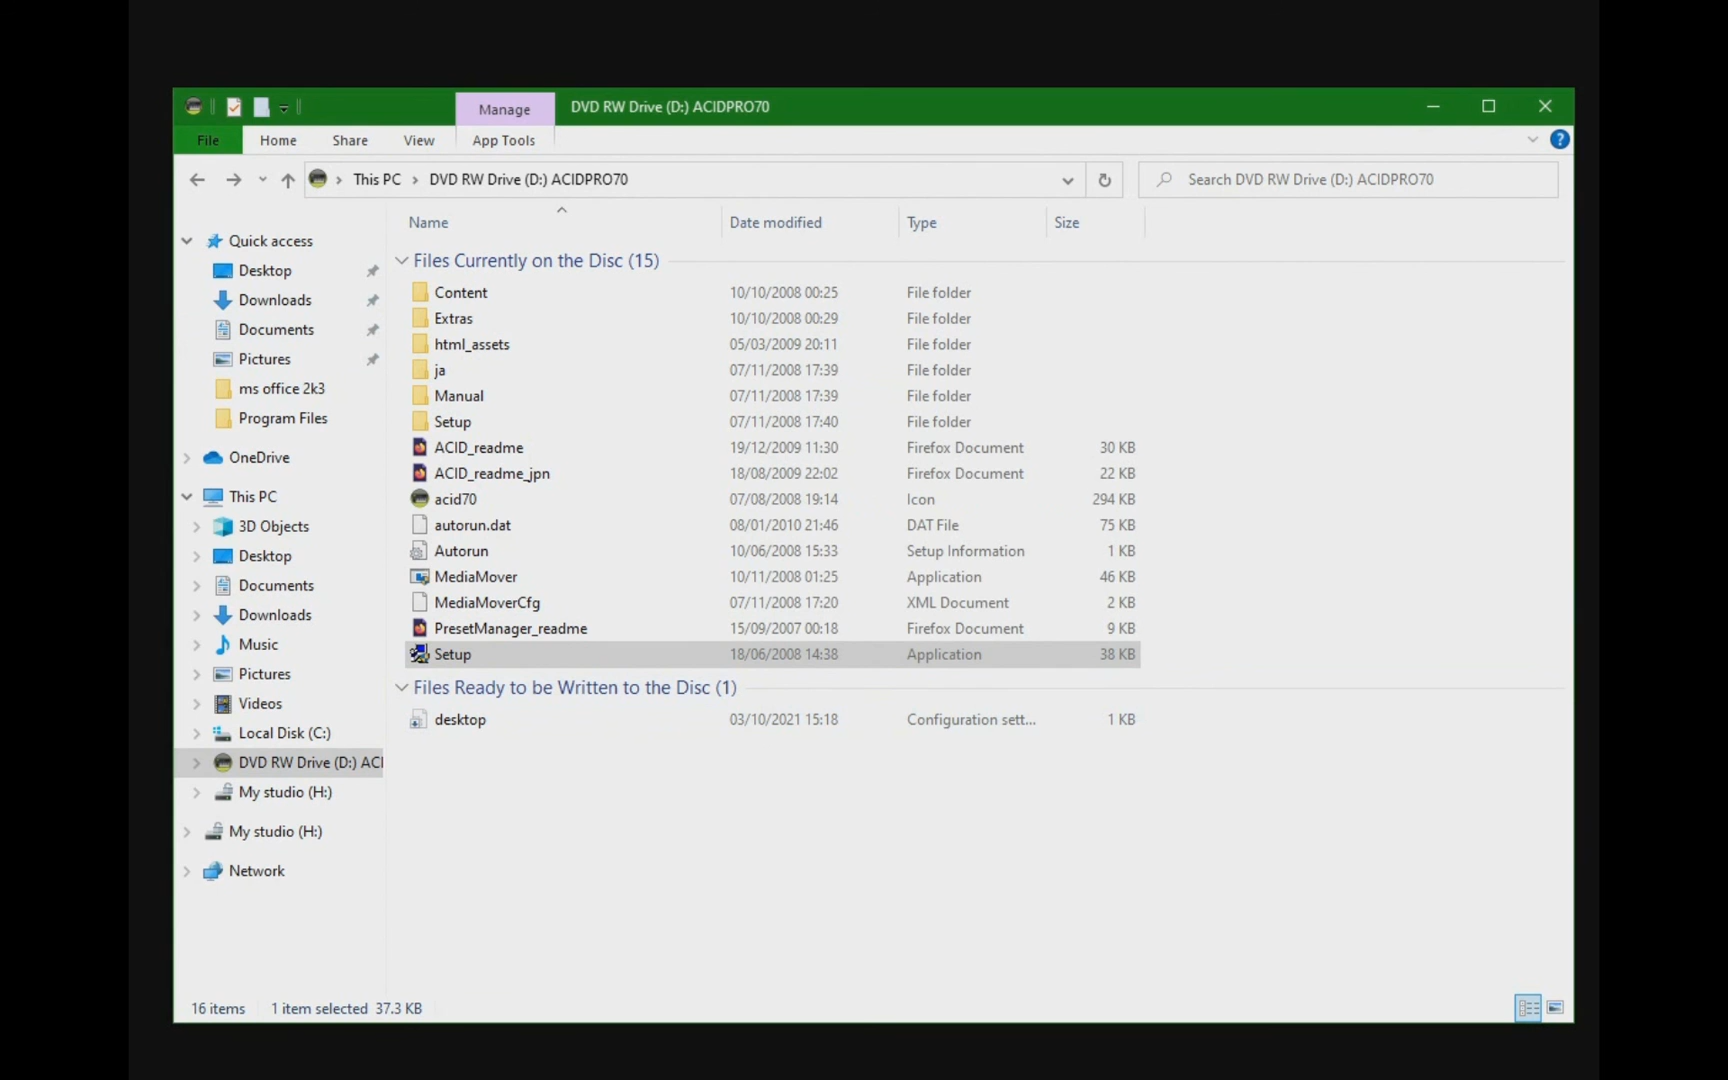 Manage DVD RW Drive (D:) ACIDPRO70
File Home Share View App Tools
This PC DVD RW Drive (D:) ACIDPRO70 Search DVD RW Drive (D:) ACIDPRO70
Name Date modified Type Size
Quick access
Desktop
Downloads
Documents
Pictures
ms office 2k3
Program Files
OneDrive
This PC
3D Objects
Desktop
Documents
Downloads
Music
Pictures
Videos
Local Disk (C:)
DVD RW Drive (D:) ACI
My studio (H:)
My studio (H:)
Network
Files Currently on the Disc (15)
Content 10/10/2008 00:25 File folder
Extras 10/10/2008 00:29 File folder
html_assets 05/03/2009 20:11 File folder
ja 07/11/2008 17:39 File folder
Manual 07/11/2008 17:39 File folder
Setup 07/11/2008 17:40 File folder
ACID_readme 19/12/2009 11:30 Firefox Document 30 KB
ACID_readme_jpn 18/08/2009 22:02 Firefox Document 22 KB
acid70 07/08/2008 19:14 Icon 294 KB
autorun.dat 08/01/2010 21:46 DAT File 75 KB
Autorun 10/06/2008 15:33 Setup Information 1 KB
MediaMover 10/11/2008 01:25 Application 46 KB
MediaMoverCfg 07/11/2008 17:20 XML Document 2 KB
PresetManager_readme 15/09/2007 00:18 Firefox Document 9 KB
Setup 18/06/2008 14:38 Application 38 KB
Files Ready to be Written to the Disc (1)
desktop 03/10/2021 15:18 Configuration sett... 1 KB
16 items 1 item selected 37.3 KB